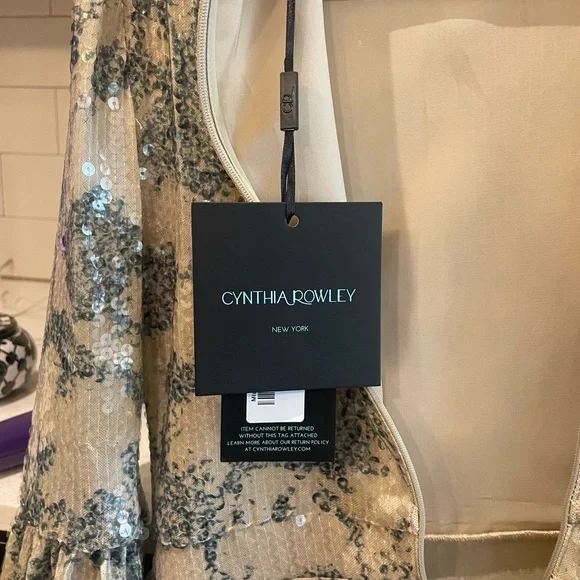 CYNTHIA ROWLEY
NEW YORK
ITEM CANNOT BE RETURNED
WITHOUT THIS TAG ATTACHED
LEARN MORE ABOUT OUR RETURN POLICY
AT CYNTHIAROWLEY.COM